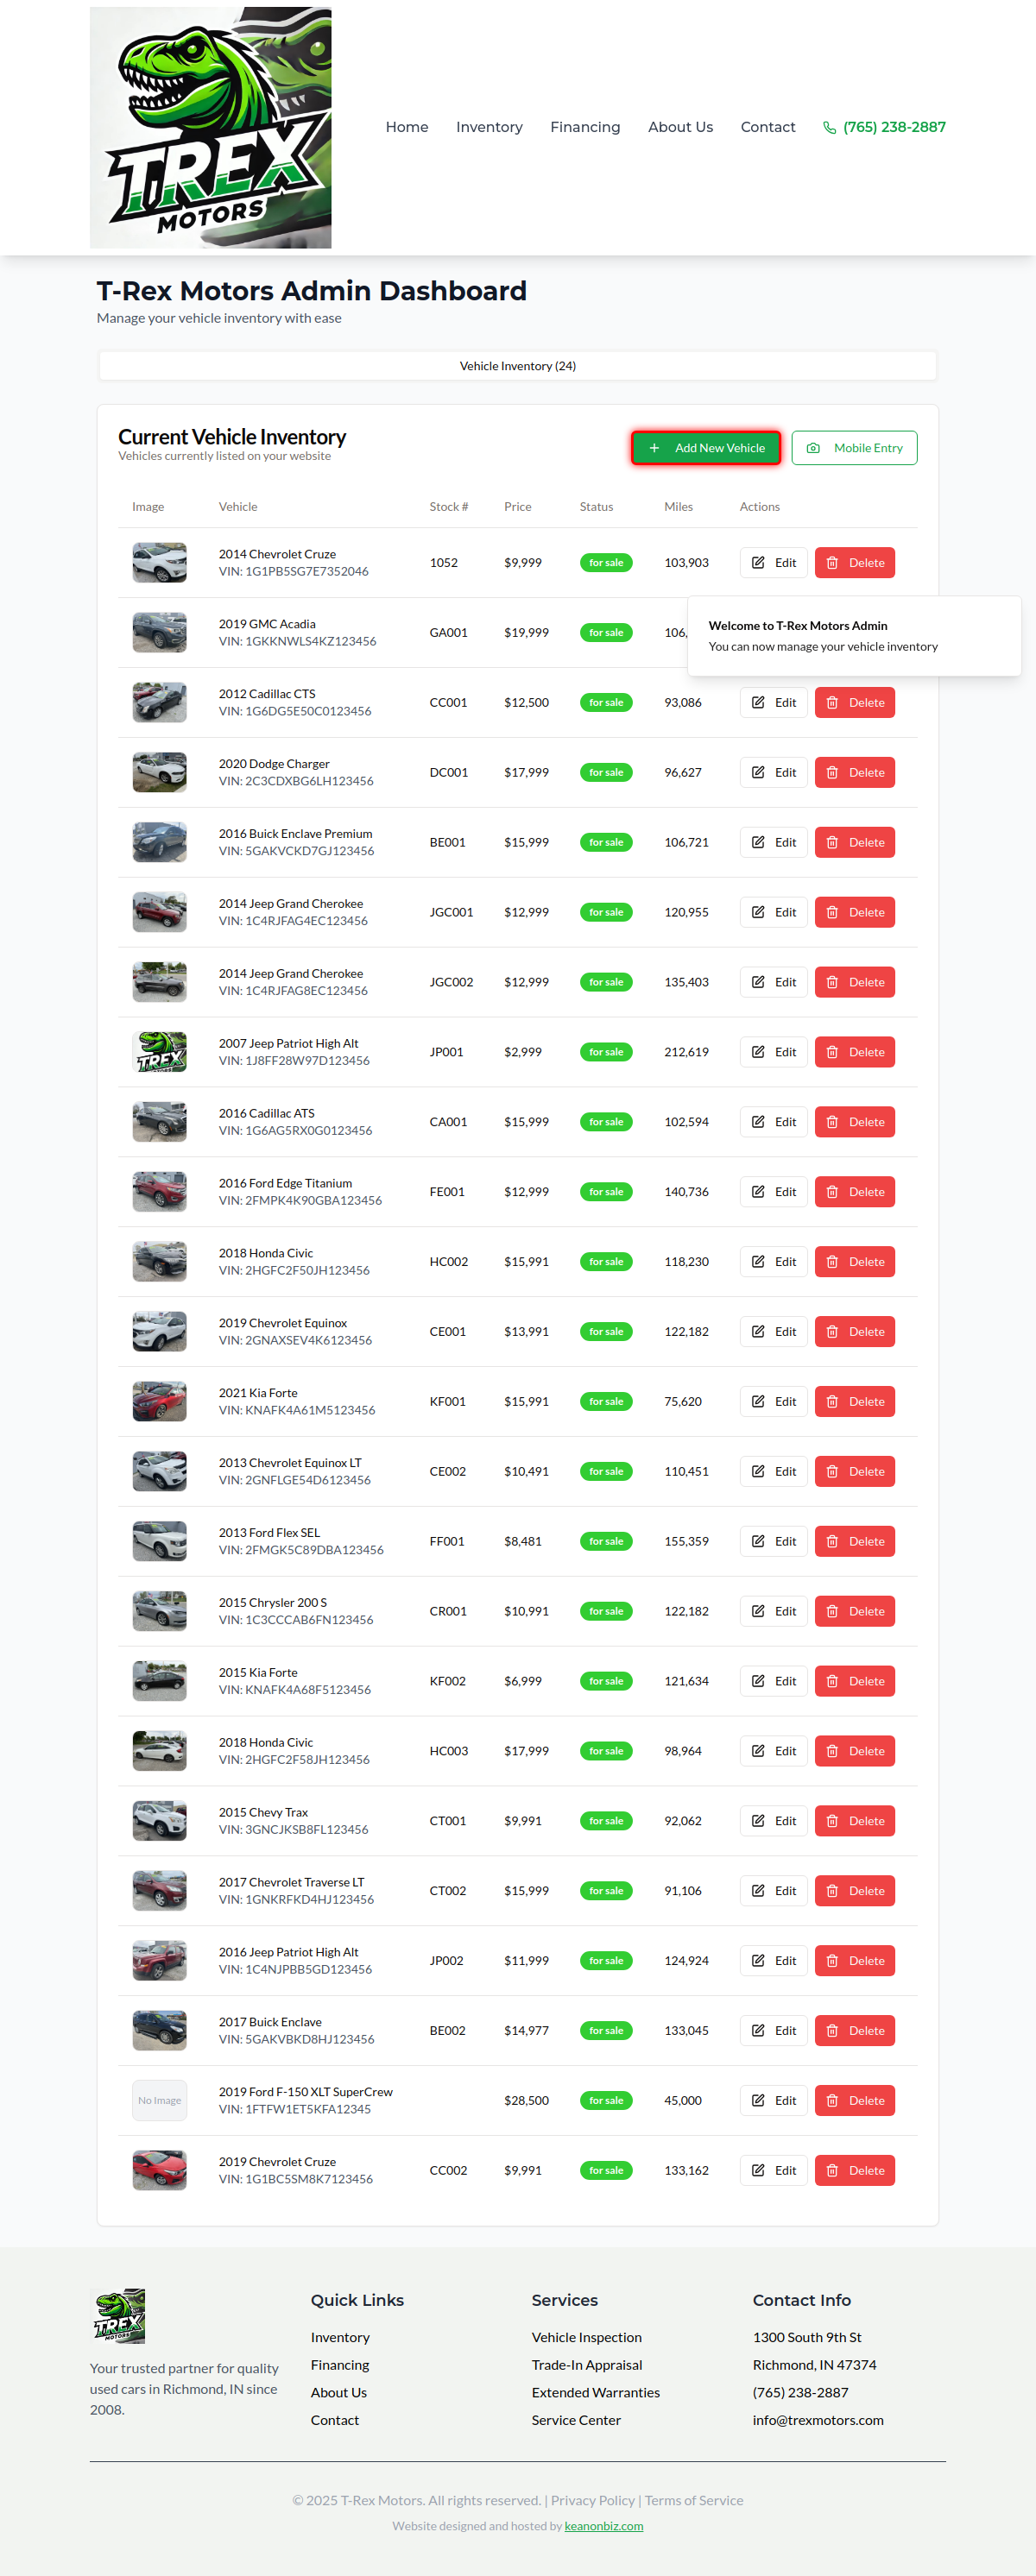 TREX
MOTORS
Home Inventory Financing About Us Contact (765) 238-2887
T-Rex Motors Admin Dashboard
Manage your vehicle inventory with ease
Vehicle Inventory (24)
Current Vehicle Inventory
Vehicles currently listed on your website
Add New Vehicle Mobile Entry
Image Vehicle Stock # Price Status Miles Actions
2014 Chevrolet Cruze
VIN: 1G1PB5SG7E7352046
1052 $9,999 for sale 103,903 Edit Delete
2019 GMC Acadia
VIN: 1GKKNWLS4KZ123456
GA001 $19,999 for sale 106,
Welcome to T-Rex Motors Admin
You can now manage your vehicle inventory
2012 Cadillac CTS
VIN: 1G6DG5E50C0123456
CC001 $12,500 for sale 93,086 Edit Delete
2020 Dodge Charger
VIN: 2C3CDXBG6LH123456
DC001 $17,999 for sale 96,627 Edit Delete
2016 Buick Enclave Premium
VIN: 5GAKVCKD7GJ123456
BE001 $15,999 for sale 106,721 Edit Delete
2014 Jeep Grand Cherokee
VIN: 1C4RJFAG4EC123456
JGC001 $12,999 for sale 120,955 Edit Delete
2014 Jeep Grand Cherokee
VIN: 1C4RJFAG8EC123456
JGC002 $12,999 for sale 135,403 Edit Delete
TREX
MOTORS
2007 Jeep Patriot High Alt
VIN: 1J8FF28W97D123456
JP001 $2,999 for sale 212,619 Edit Delete
2016 Cadillac ATS
VIN: 1G6AG5RX0G0123456
CA001 $15,999 for sale 102,594 Edit Delete
2016 Ford Edge Titanium
VIN: 2FMPK4K90GBA123456
FE001 $12,999 for sale 140,736 Edit Delete
2018 Honda Civic
VIN: 2HGFC2F50JH123456
HC002 $15,991 for sale 118,230 Edit Delete
2019 Chevrolet Equinox
VIN: 2GNAXSEV4K6123456
CE001 $13,991 for sale 122,182 Edit Delete
2021 Kia Forte
VIN: KNAFK4A61M5123456
KF001 $15,991 for sale 75,620 Edit Delete
2013 Chevrolet Equinox LT
VIN: 2GNFLGE54D6123456
CE002 $10,491 for sale 110,451 Edit Delete
2013 Ford Flex SEL
VIN: 2FMGK5C89DBA123456
FF001 $8,481 for sale 155,359 Edit Delete
2015 Chrysler 200 S
VIN: 1C3CCCAB6FN123456
CR001 $10,991 for sale 122,182 Edit Delete
2015 Kia Forte
VIN: KNAFK4A68F5123456
KF002 $6,999 for sale 121,634 Edit Delete
2018 Honda Civic
VIN: 2HGFC2F58JH123456
HC003 $17,999 for sale 98,964 Edit Delete
2015 Chevy Trax
VIN: 3GNCJKSB8FL123456
CT001 $9,991 for sale 92,062 Edit Delete
2017 Chevrolet Traverse LT
VIN: 1GNKRFKD4HJ123456
CT002 $15,999 for sale 91,106 Edit Delete
2016 Jeep Patriot High Alt
VIN: 1C4NJPBB5GD123456
JP002 $11,999 for sale 124,924 Edit Delete
2017 Buick Enclave
VIN: 5GAKVBKD8HJ123456
BE002 $14,977 for sale 133,045 Edit Delete
No Image
2019 Ford F-150 XLT SuperCrew
VIN: 1FTFW1ET5KFA12345
$28,500 for sale 45,000 Edit Delete
2019 Chevrolet Cruze
VIN: 1G1BC5SM8K7123456
CC002 $9,991 for sale 133,162 Edit Delete
TREX
MOTORS
Your trusted partner for quality
used cars in Richmond, IN since
2008.
Quick Links
Inventory
Financing
About Us
Contact
Services
Vehicle Inspection
Trade-In Appraisal
Extended Warranties
Service Center
Contact Info
1300 South 9th St
Richmond, IN 47374
(765) 238-2887
info@trexmotors.com
© 2025 T-Rex Motors. All rights reserved. | Privacy Policy | Terms of Service
Website designed and hosted by keanonbiz.com